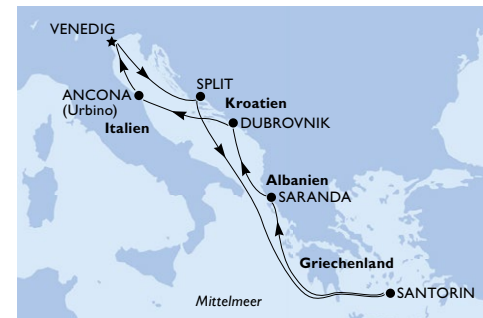 VENEDIG
SPLIT
ANCONA
(Urbino)
Kroatien
Italien
DUBROVNIK
Albanien
SARANDA
Griechenland
SANTORIN
Mittelmeer